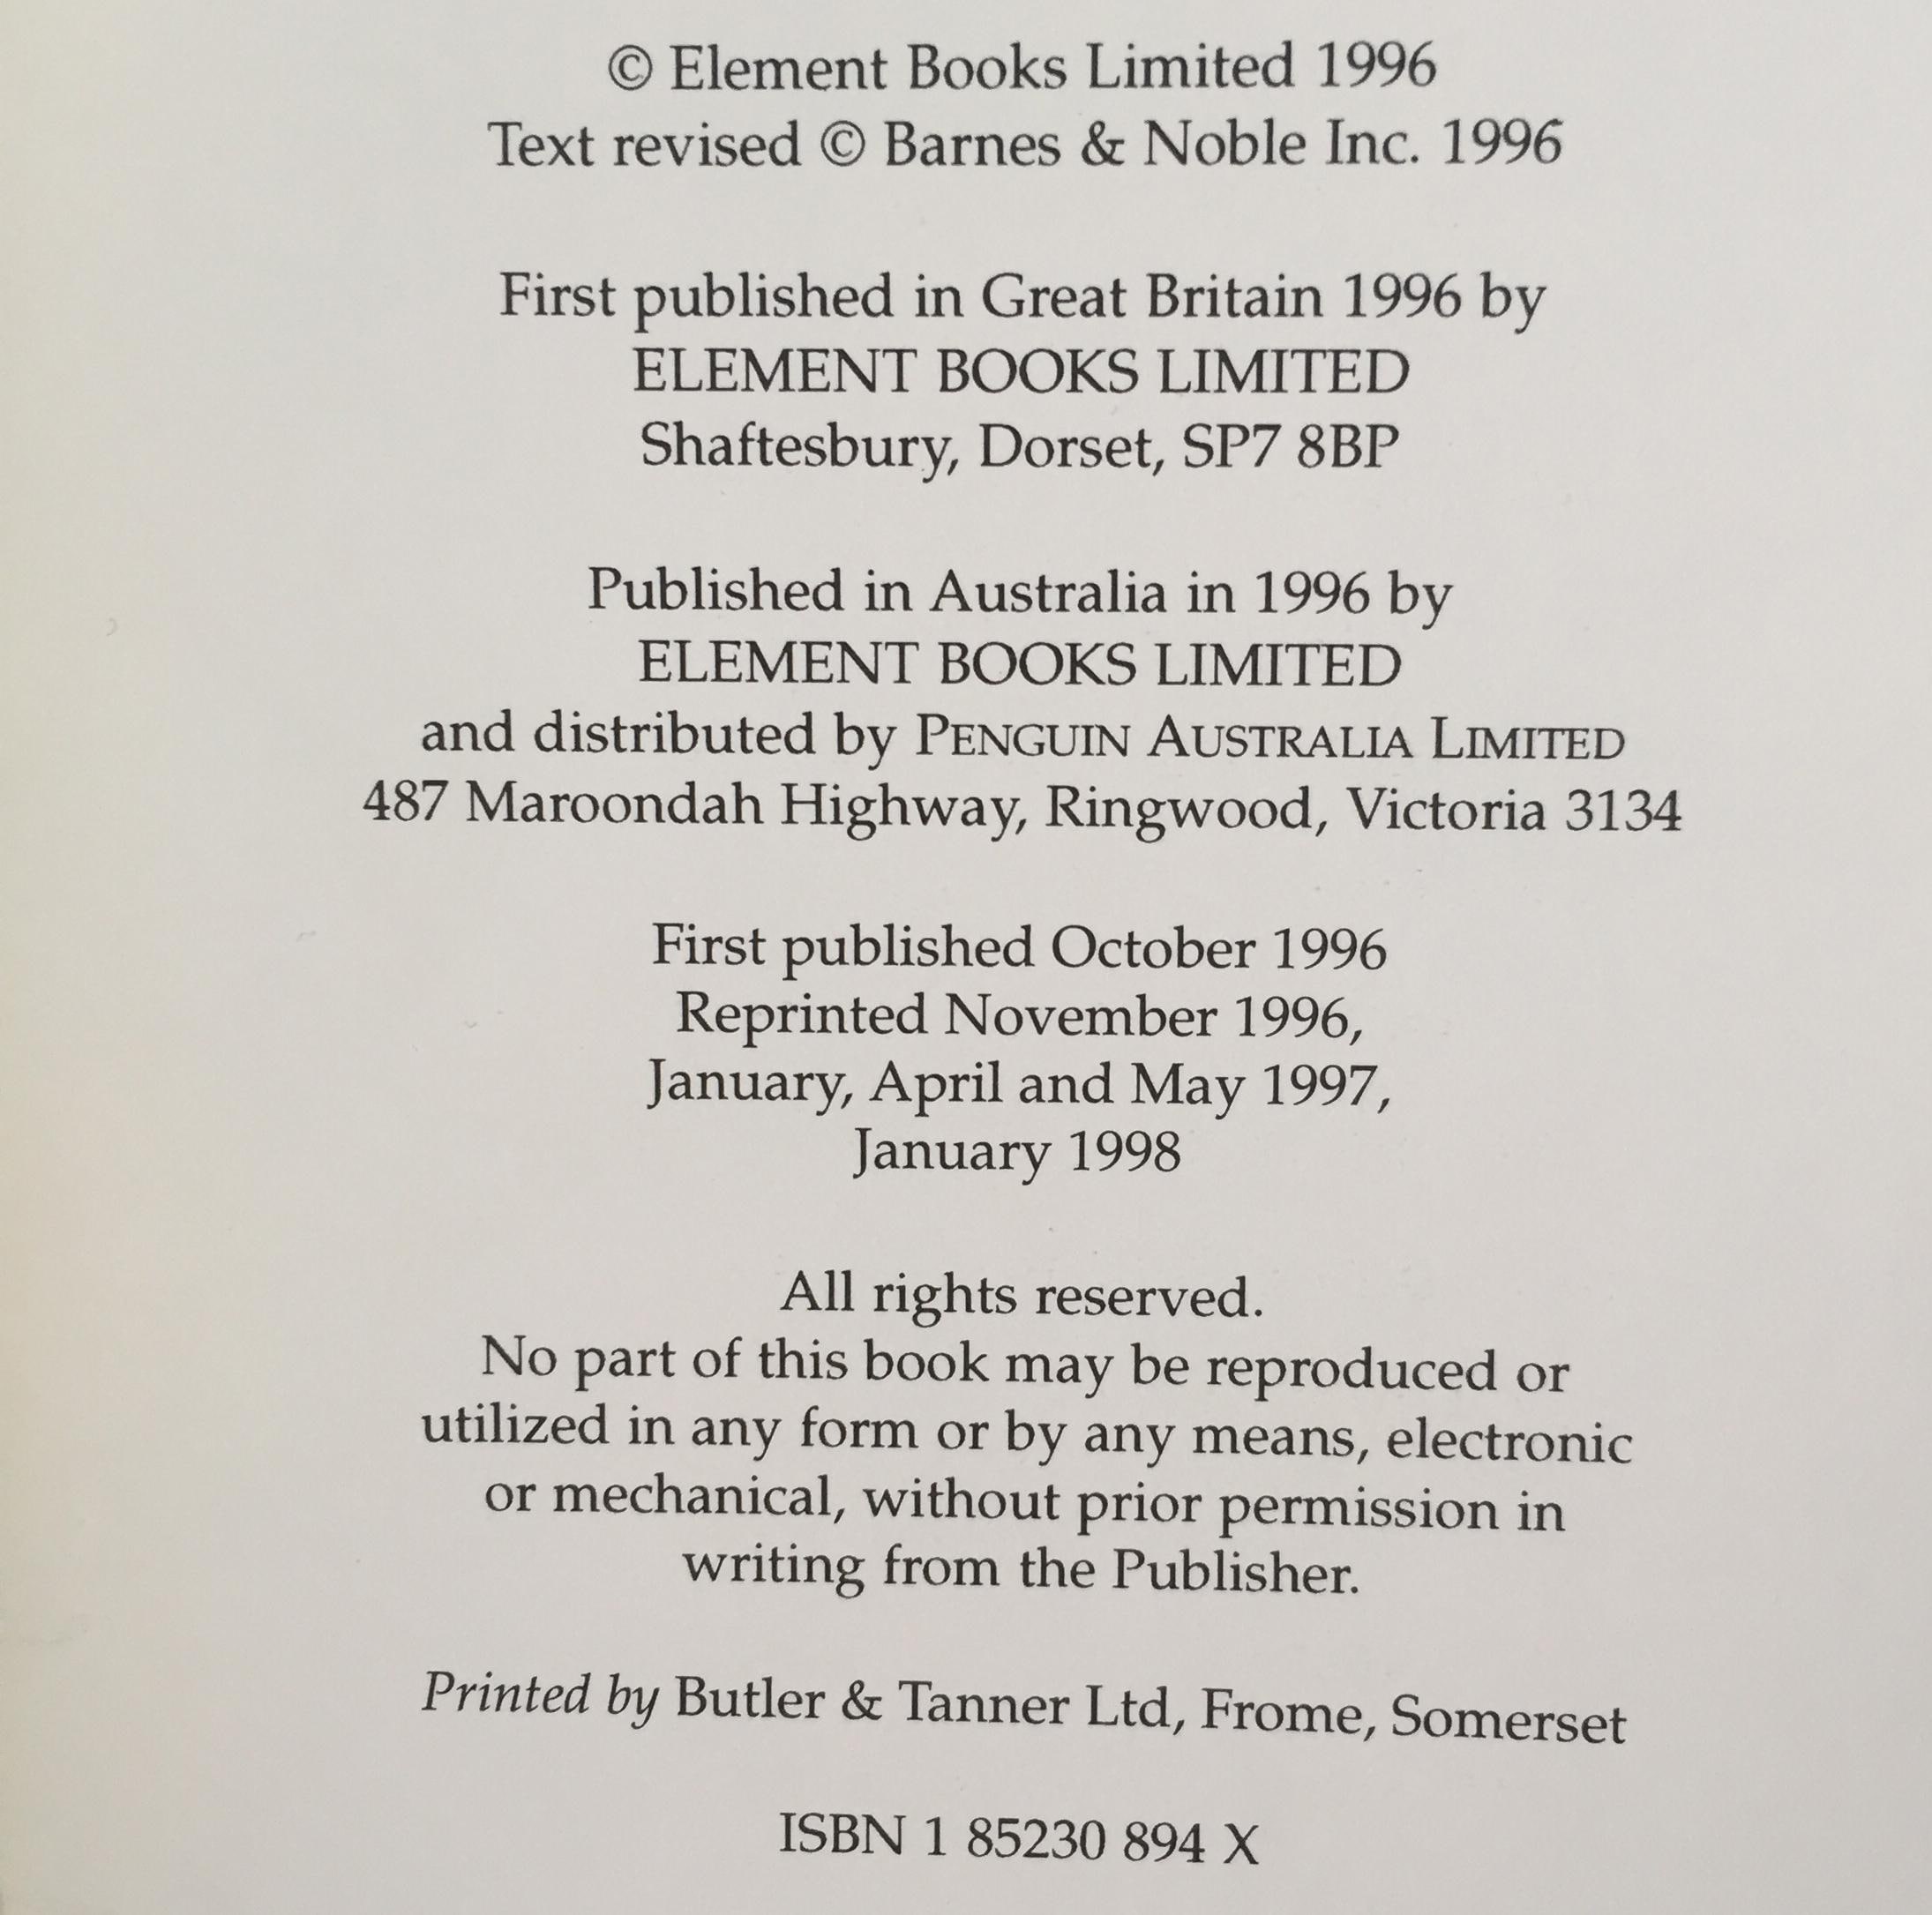 © Element Books Limited 1996
Text revised © Barnes & Noble Inc. 1996
First published in Great Britain 1996 by
ELEMENT BOOKS LIMITED
Shaftesbury, Dorset, SP7 8BP
Published in Australia in 1996 by
ELEMENT BOOKS LIMITED
and distributed by PENGUIN AUSTRALIA LIMITED
487 Maroondah Highway, Ringwood, Victoria 3134
First published October 1996
Reprinted November 1996,
January, April and May 1997,
January 1998
All rights reserved.
No part of this book may be reproduced or
utilized in any form or by any means, electronic
or mechanical, without prior permission in
writing from the Publisher.
Printed by Butler & Tanner Ltd, Frome, Somerset
ISBN 1 85230 894 X